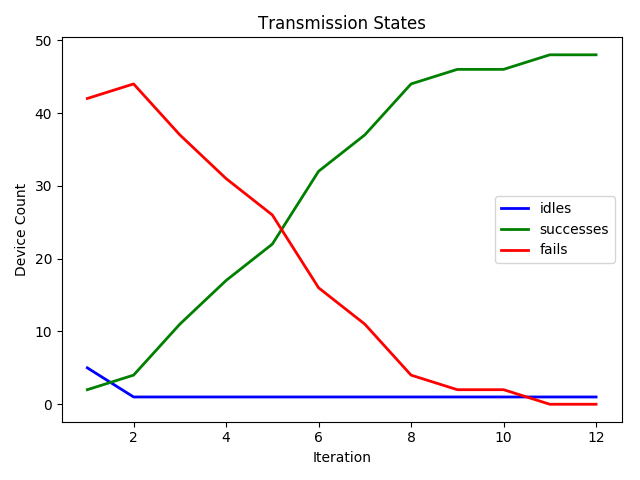 Transmission States
50
40
30
20
10
0
Device Count
idles
successes
fails
2 4 6 8 10 12
Iteration